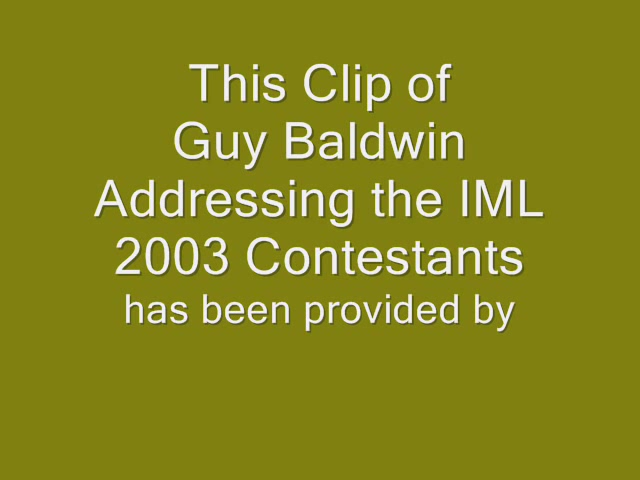 This Clip of
Guy Baldwin
Addressing the IML
2003 Contestants
has been provided by